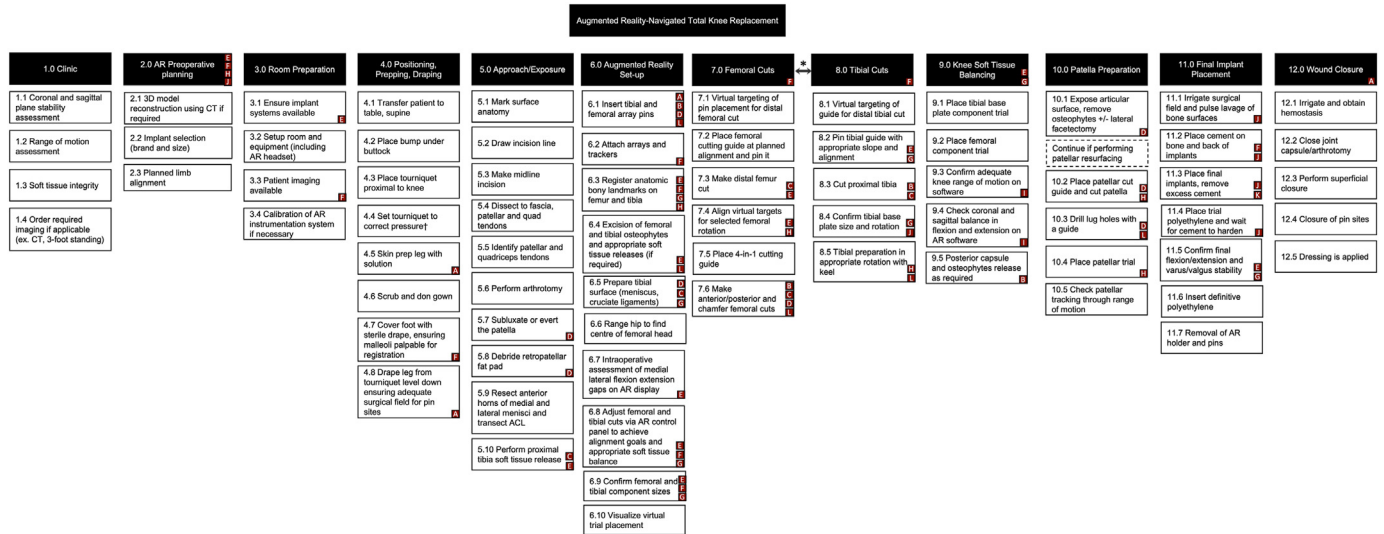 Augmented Reality-Navigated Total Knee Replacement
1.0 Clinic
1.1 Coronal and sagittal
plane stability
assessment
1.2 Range of motion
assessment
1.3 Soft tissue integrity
1.4 Order required
imaging if applicable
(ex. CT, 3-foot standing)
2.0 AR Preoperative
planning
E
F
H
J
2.1 3D model
reconstruction using CT if
required
2.2 Implant selection
(brand and size)
2.3 Planned limb
alignment
3.0 Room Preparation
3.1 Ensure implant
systems available
E
3.2 Setup room and
equipment (including
AR headset)
3.3 Patient imaging
available
F
3.4 Calibration of AR
instrumentation system if
necessary
4.0 Positioning,
Prepping, Draping
4.1 Transfer patient to
table, supine
4.2 Place bump under
buttock
4.3 Place tourniquet
proximal to knee
4.4 Set tourniquet to
correct pressure†
4.5 Skin prep leg with
solution
A
4.6 Scrub and don gown
4.7 Cover foot with
sterile drape, ensuring
malleoli palpable for
registration
F
4.8 Drape leg from
tourniquet level down
ensuring adequate
surgical field for pin
sites
A
5.0 Approach/Exposure
5.1 Mark surface
anatomy
5.2 Draw incision line
5.3 Make midline
incision
5.4 Dissect to fascia,
patellar and quad
tendons
5.5 Identify patellar and
quadriceps tendons
5.6 Perform arthrotomy
5.7 Subluxate or evert
the patella
D
5.8 Debride retropatellar
fat pad
D
5.9 Resect anterior
horns of medial and
lateral menisci and
transect ACL
5.10 Perform proximal
tibia soft tissue release
C
E
6.0 Augmented Reality
Set-up
6.1 Insert tibial and
femoral array pins
A
B
D
L
6.2 Attach arrays and
trackers
F
6.3 Register anatomic
bony landmarks on
femur and tibia
E
F
G
H
6.4 Excision of femoral
and tibial osteophytes
and appropriate soft
tissue releases (if
required)
E
L
6.5 Prepare tibial
surface (meniscus,
cruciate ligaments)
D
C
G
6.6 Range hip to find
centre of femoral head
6.7 Intraoperative
assessment of medial
lateral flexion extension
gaps on AR display
E
6.8 Adjust femoral and
tibial cuts via AR control
panel to achieve
alignment goals and
appropriate soft tissue
balance
E
F
G
6.9 Confirm femoral and
tibial component sizes
E
F
G
6.10 Visualize virtual
trial placement
7.0 Femoral Cuts
F
7.1 Virtual targeting of
pin placement for distal
femoral cut
7.2 Place femoral
cutting guide at planned
alignment and pin it
7.3 Make distal femur
cut
C
E
7.4 Align virtual targets
for selected femoral
rotation
E
H
7.5 Place 4-in-1 cutting
guide
7.6 Make
anterior/posterior and
chamfer femoral cuts
B
C
D
L
*
8.0 Tibial Cuts
F
8.1 Virtual targeting of
guide for distal tibial cut
8.2 Pin tibial guide with
appropriate slope and
alignment
E
G
8.3 Cut proximal tibia
B
C
8.4 Confirm tibial base
plate size and rotation
G
J
8.5 Tibial preparation in
appropriate rotation with
keel
H
L
9.0 Knee Soft Tissue
Balancing
E
G
9.1 Place tibial base
plate component trial
9.2 Place femoral
component trial
9.3 Confirm adequate
knee range of motion on
software
I
9.4 Check coronal and
sagittal balance in
flexion and extension
on AR software
I
9.5 Posterior capsule
and osteophytes release
as required
B
10.0 Patella Preparation
10.1 Expose articular
surface, remove
osteophytes +/- lateral
facetectomy
D
Continue if performing
patellar resurfacing
10.2 Place patellar cut
guide and cut patella
D
H
10.3 Drill lug holes with
a guide
D
L
10.4 Place patellar trial
H
10.5 Check patellar
tracking through range
of motion
11.0 Final Implant
Placement
11.1 Irrigate surgical
field and pulse lavage of
bone surfaces
J
11.2 Place cement on
bone and back of
implants
F
J
11.3 Place final
implants, remove
excess cement
J
K
11.4 Place trial
polyethylene and wait
for cement to harden
J
11.5 Confirm final
flexion/extension and
varus/valgus stability
E
G
11.6 Insert definitive
polyethylene
11.7 Removal of AR
holder and pins
12.0 Wound Closure
A
12.1 Irrigate and obtain
hemostasis
12.2 Close joint
capsule/arthrotomy
12.3 Perform superficial
closure
12.4 Closure of pin sites
12.5 Dressing is applied